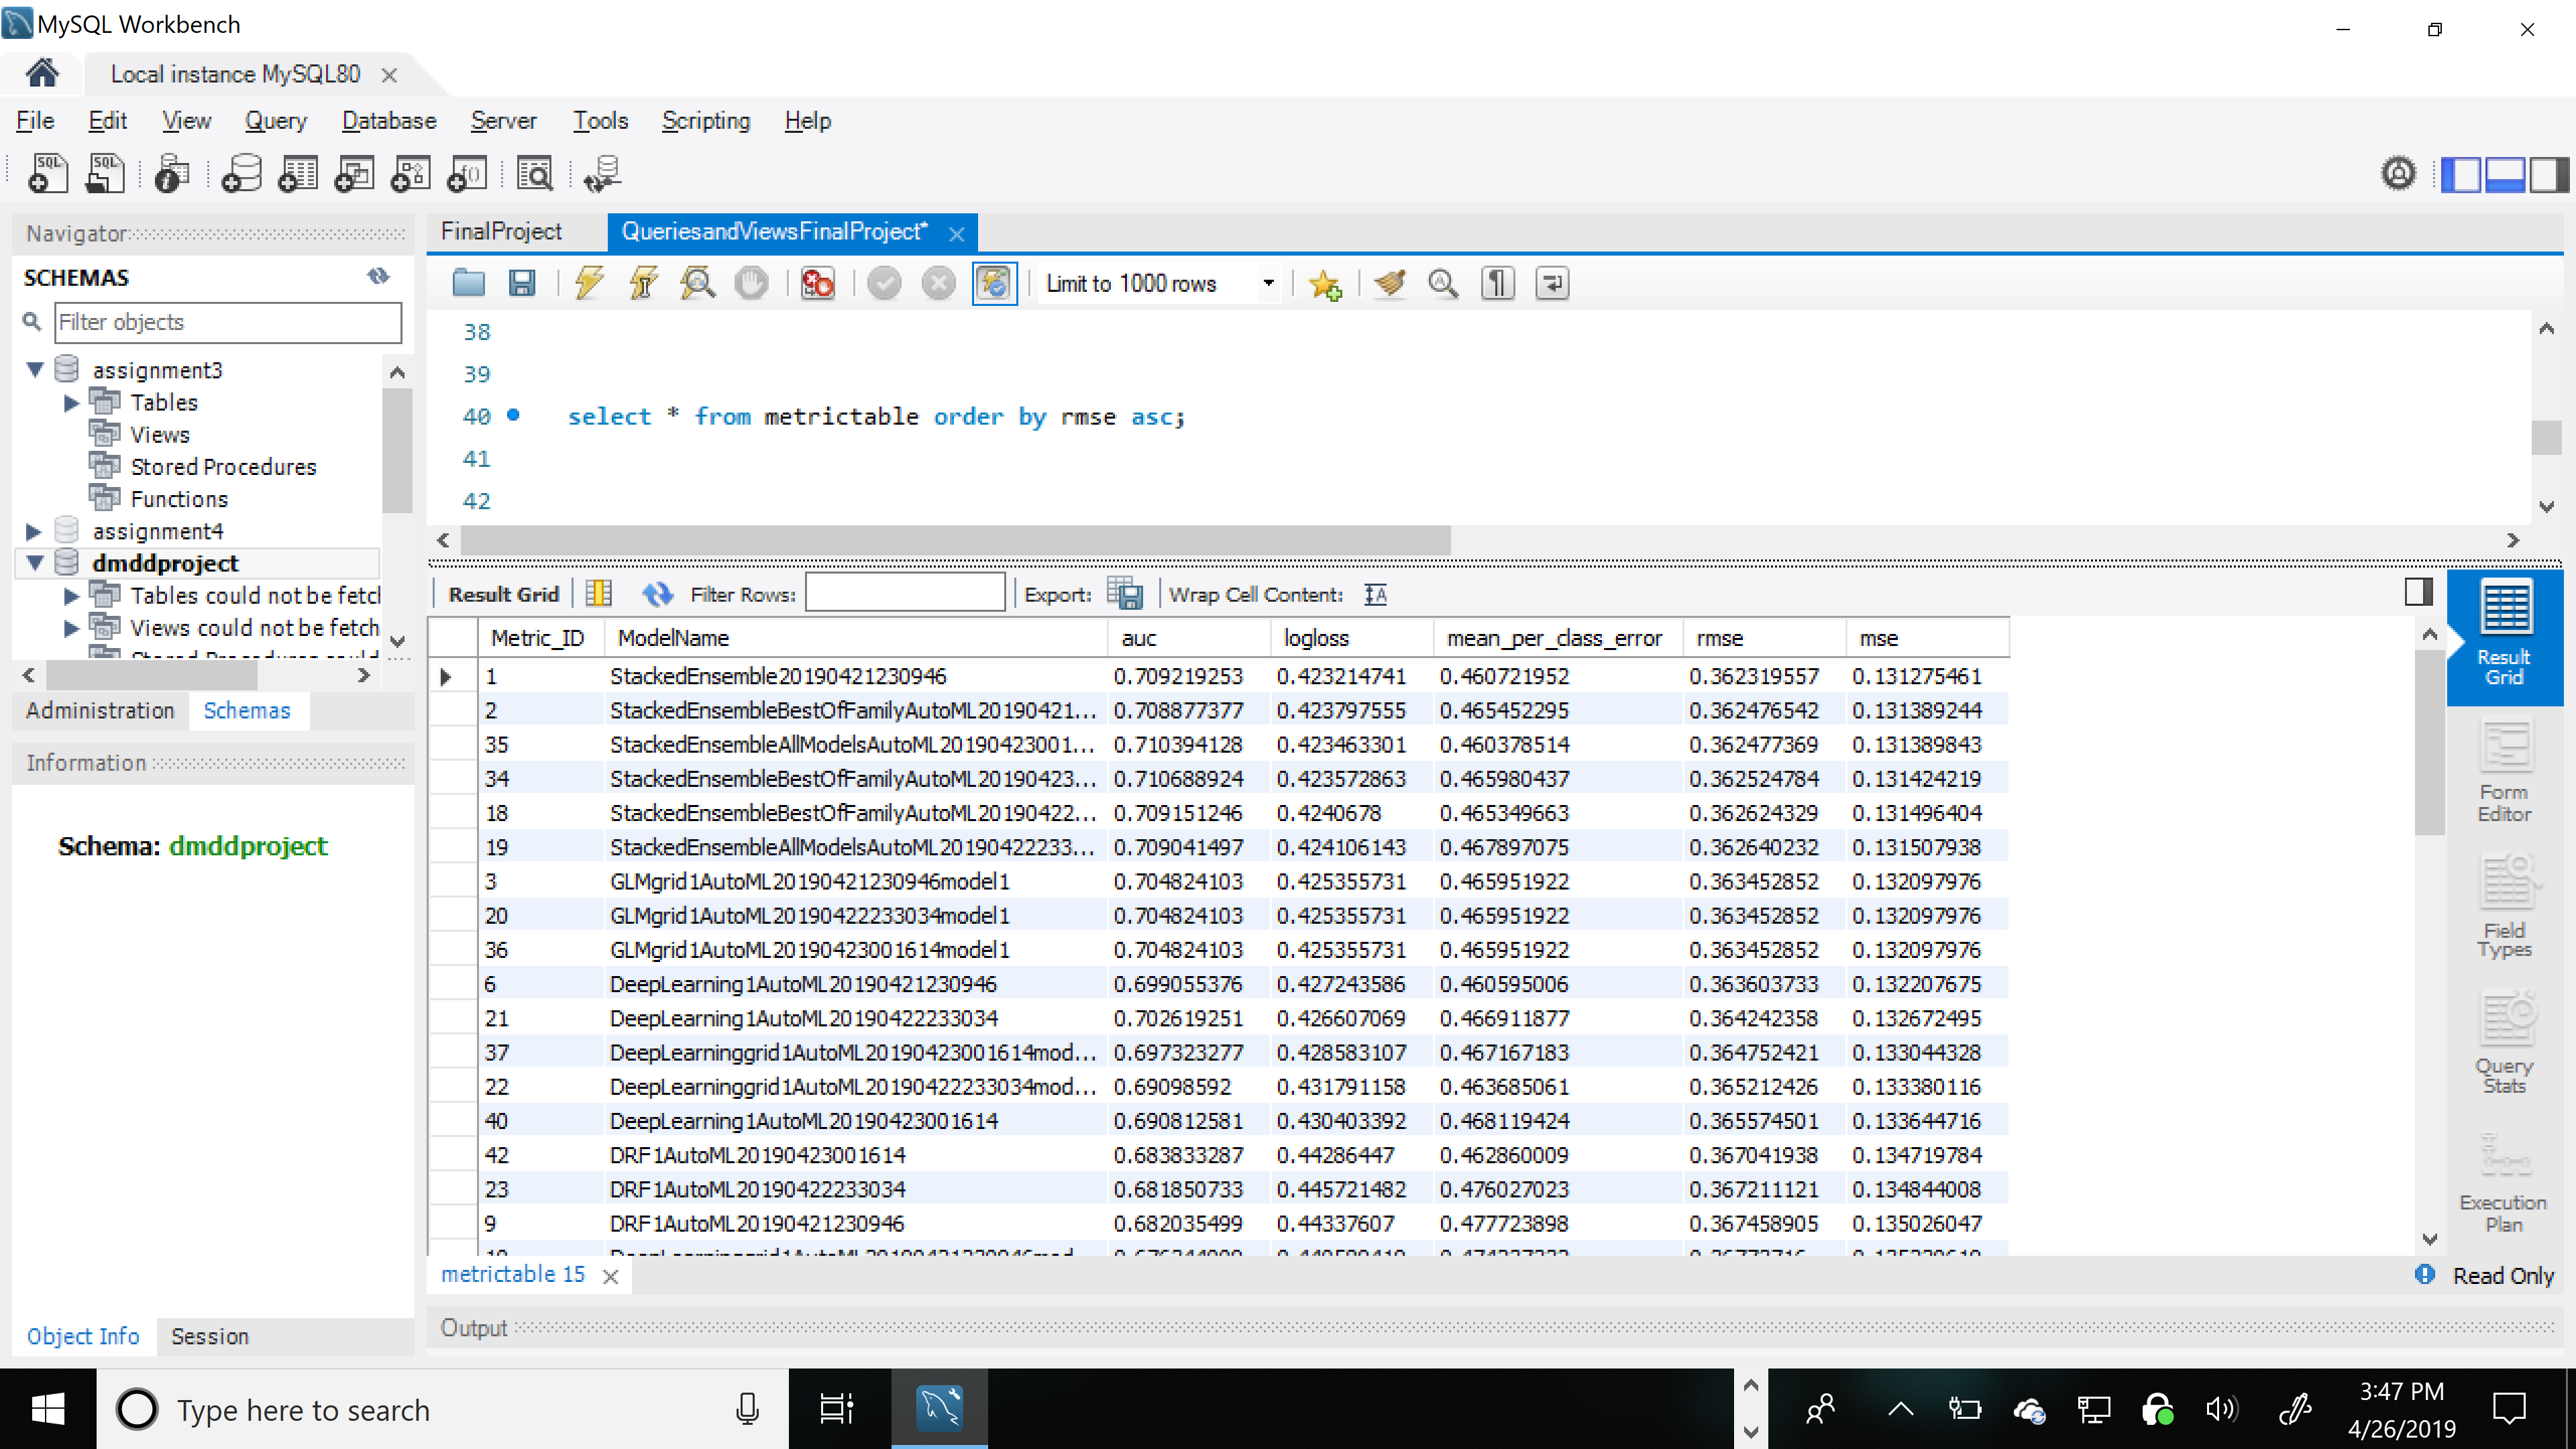 MySQL Workbench
Local instance MySQL80
File Edit View Query Database Server Tools Scripting Help
Navigator
SCHEMAS
Filter objects
assignment3
Tables
Views
Stored Procedures
Functions
assignment4
dmddproject
Tables could not be fetch
Views could not be fetch
Administration Schemas
Information
Schema: dmddproject
Object Info Session
FinalProject QueriesandViewsFinalProject*
Limit to 1000 rows
38
39
40 select * from metrictable order by rmse asc;
41
42
Result Grid Filter Rows: Export: Wrap Cell Content:
Metric_ID ModelName auc logloss mean_per_class_error rmse mse
1 StackedEnsemble20190421230946 0.709219253 0.423214741 0.460721952 0.362319557 0.131275461
2 StackedEnsembleBestOfFamilyAutoML20190421... 0.708877377 0.423797555 0.465452295 0.362476542 0.131389244
35 StackedEnsembleAllModelsAutoML20190423001... 0.710394128 0.423463301 0.460378514 0.362477369 0.131389843
34 StackedEnsembleBestOfFamilyAutoML20190423... 0.710688924 0.423572863 0.465980437 0.362524784 0.131424219
18 StackedEnsembleBestOfFamilyAutoML20190422... 0.709151246 0.4240678 0.465349663 0.362624329 0.131496404
19 StackedEnsembleAllModelsAutoML20190422233... 0.709041497 0.424106143 0.467897075 0.362640232 0.131507938
3 GLMgrid1AutoML20190421230946model1 0.704824103 0.425355731 0.465951922 0.363452852 0.132097976
20 GLMgrid1AutoML20190422233034model1 0.704824103 0.425355731 0.465951922 0.363452852 0.132097976
36 GLMgrid1AutoML20190423001614model1 0.704824103 0.425355731 0.465951922 0.363452852 0.132097976
6 DeepLearning1AutoML20190421230946 0.699055376 0.427243586 0.460595006 0.363603733 0.132207675
21 DeepLearning1AutoML20190422233034 0.702619251 0.426607069 0.466911877 0.364242358 0.132672495
37 DeepLearninggrid1AutoML20190423001614mod... 0.697323277 0.428583107 0.467167183 0.364752421 0.133044328
22 DeepLearninggrid1AutoML20190422233034mod... 0.69098592 0.431791158 0.463685061 0.365212426 0.133380116
40 DeepLearning1AutoML20190423001614 0.690812581 0.430403392 0.468119424 0.365574501 0.133644716
42 DRF1AutoML20190423001614 0.683833287 0.44286447 0.462860009 0.367041938 0.134719784
23 DRF1AutoML20190422233034 0.681850733 0.445721482 0.476027023 0.367211121 0.134844008
9 DRF1AutoML20190421230946 0.682035499 0.44337607 0.477723898 0.367458905 0.135026047
metrictable 15
Read Only
Output
Result
Grid
Form
Editor
Field
Types
Query
Stats
Execution
Plan
Type here to search
3:47 PM
4/26/2019